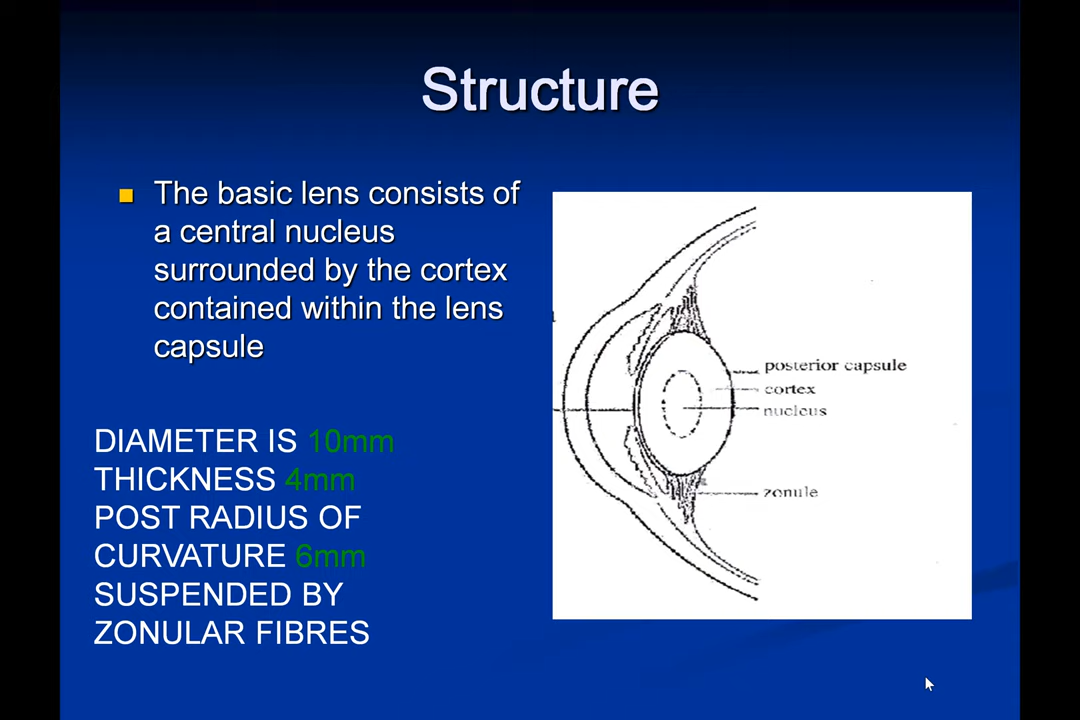 Structure
The basic lens consists of
a central nucleus
surrounded by the cortex
contained within the lens
capsule
DIAMETER IS 10mm
THICKNESS 4mm
POST RADIUS OF
CURVATURE 6mm
SUSPENDED BY
ZONULAR FIBRES
posterior capsule
cortex
nucleus
zonule